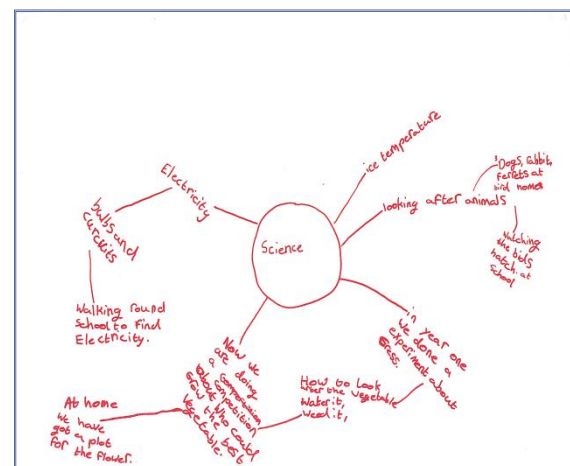 Science
ice temperature
looking after animals
Dogs, rabbit,
ferrets at
Watching
the birds
hatch. at
School
in year one
we done a
experiment about
Cress.
How to Look
after the vegetable
Water it,
Weed it,
Now we
are doing
a
competition
about who could
grow the best
vegetable.
At home
we have
got a plot
for the flower.
Electricity
bulbs and
curckits
Walking round
School to find
Electricity.